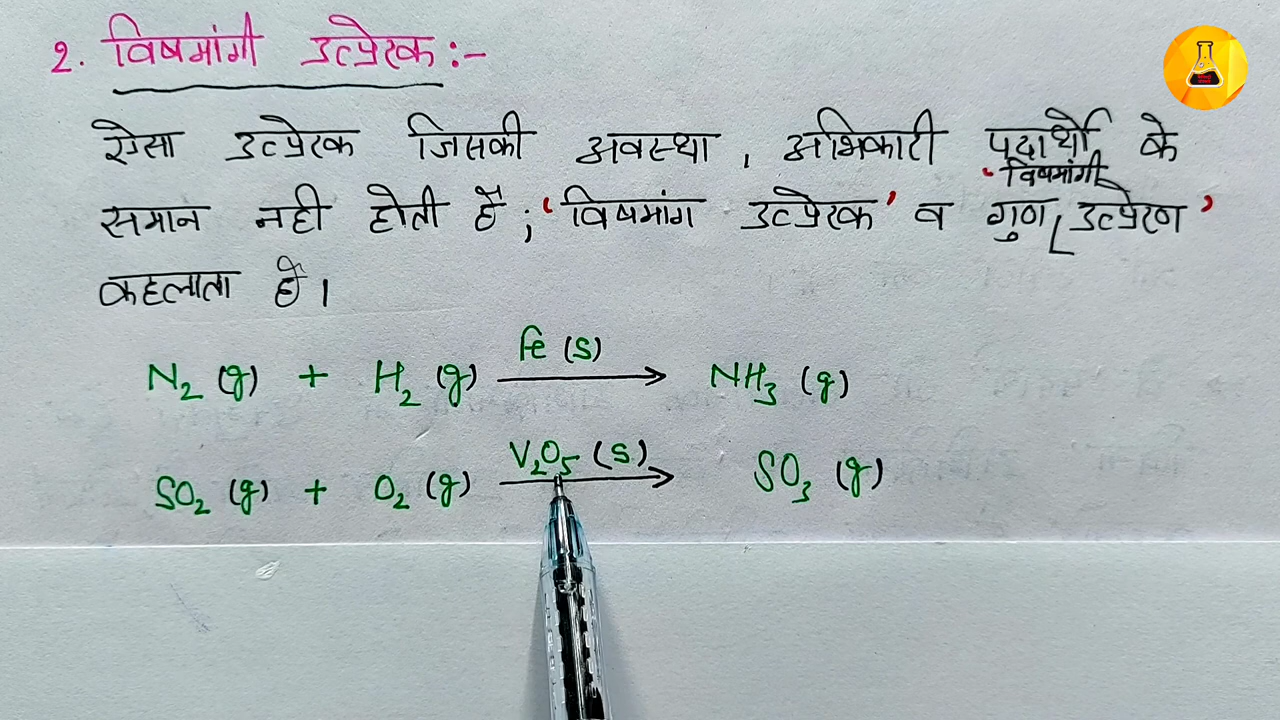 2. विषमांगी उत्प्रेरक :-
ऐसा उत्प्रेरक जिसकी अवस्था, अभिकारी पदार्थों के
समान नही होती है; 'विषमांग उत्प्रेरक' व गुण 'विषमांगी उत्प्रेरण'
कहलाता है।
N₂ (g) + H₂ (g) Fe (s) → NH₃ (g)
SO₂ (g) + O₂ (g) V₂O₅ (s) → SO₃ (g)